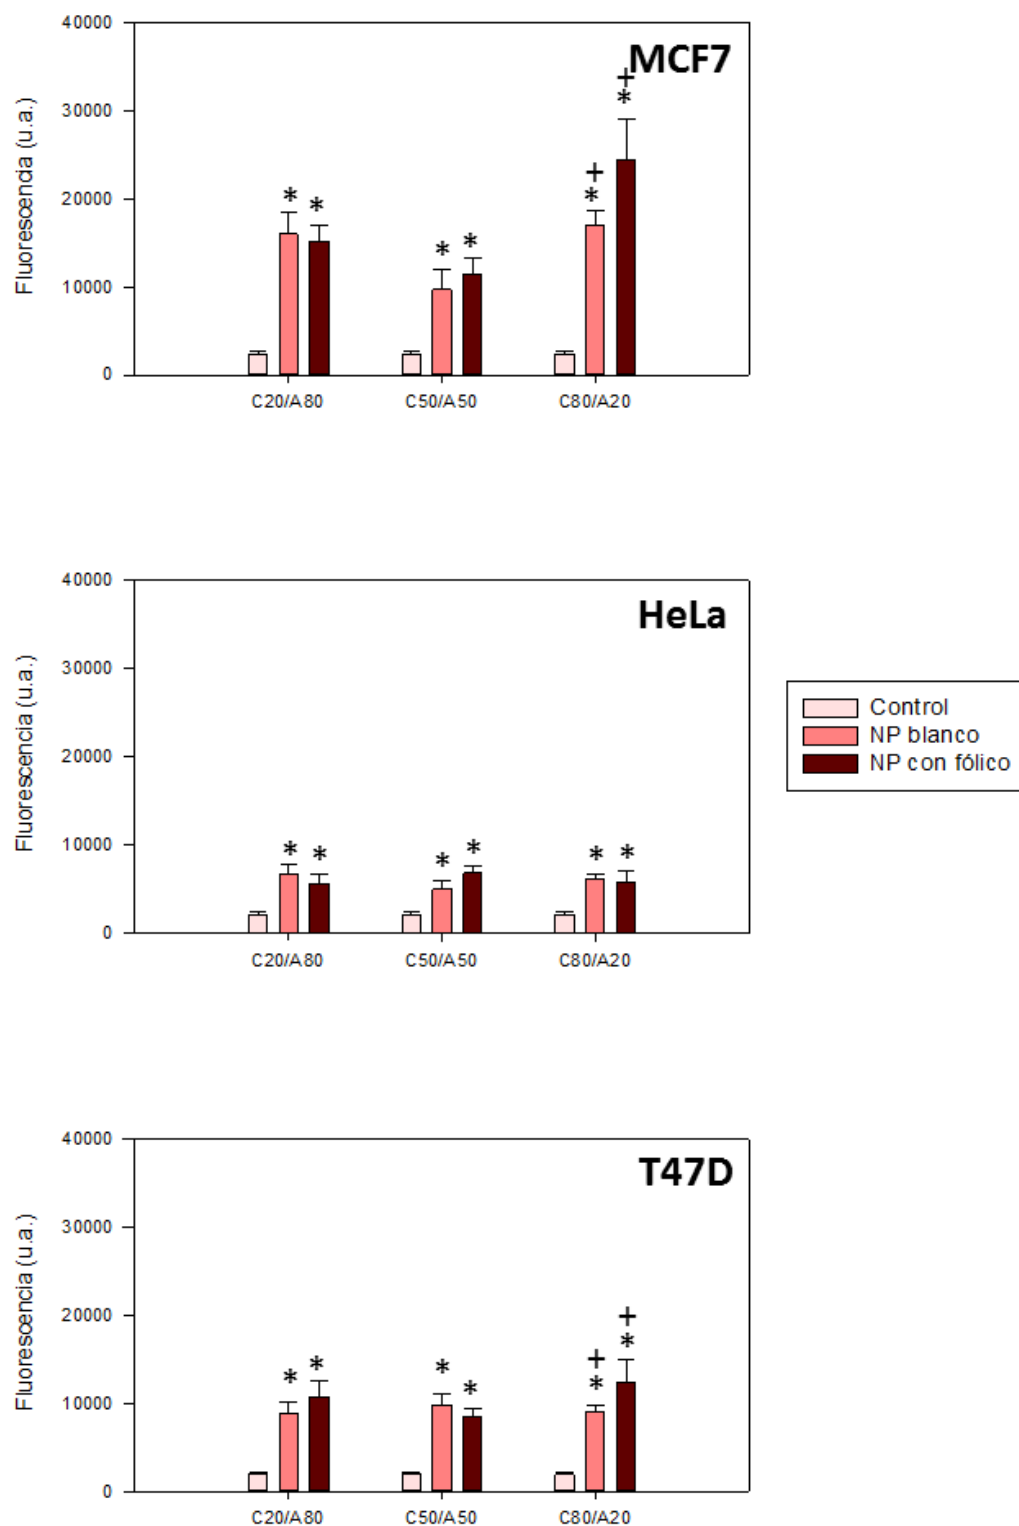 MCF7
Fluorescencia (u.a.)
40000
30000
20000
10000
0
+
*
+
*
* *
* *
C20/A80 C50/A50 C80/A20
HeLa
Fluorescencia (u.a.)
40000
30000
20000
10000
0
* * * * * *
C20/A80 C50/A50 C80/A20
Control
NP blanco
NP con fólico
T47D
Fluorescencia (u.a.)
40000
30000
20000
10000
0
+
+ *
* * * * *
C20/A80 C50/A50 C80/A20